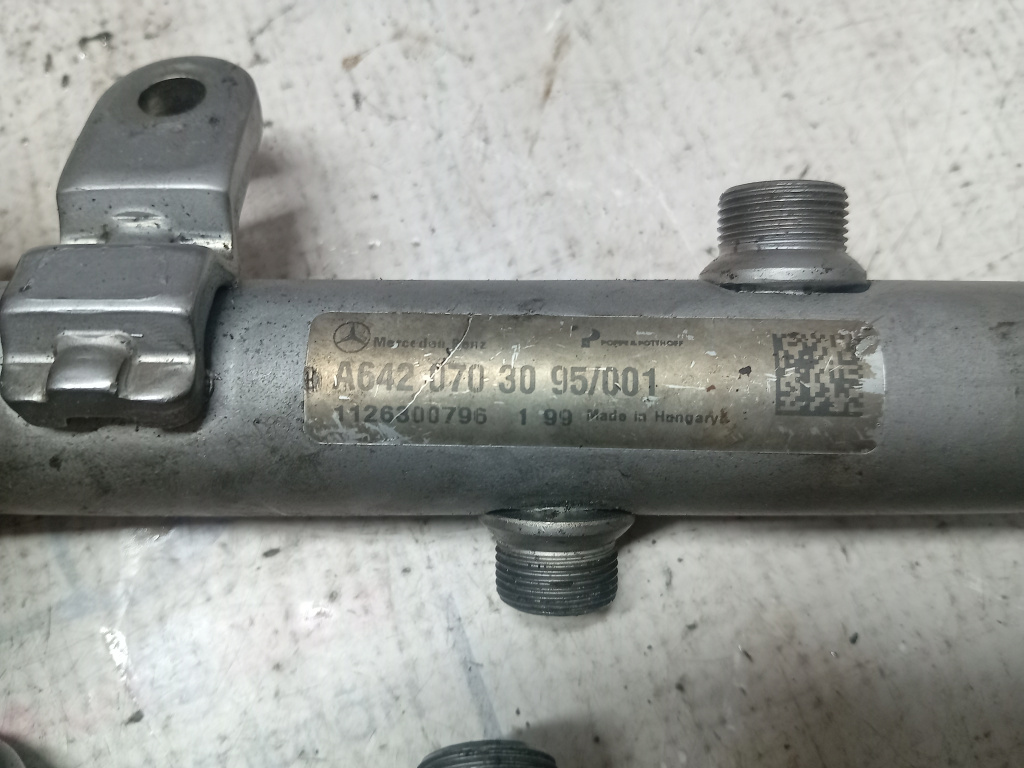 Mercedes-Benz
POPPE & POTTHOFF
A642 070 30 95/001
1126300796 1 99 Made in Hungary